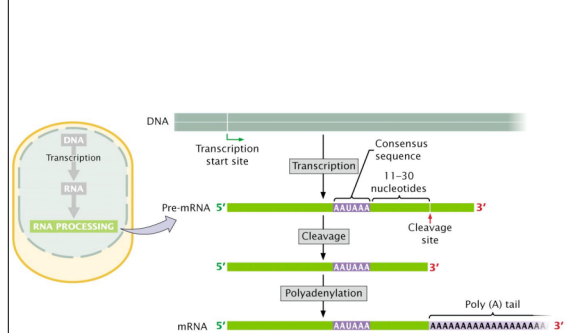 DNA
Transcription
RNA
RNA PROCESSING
DNA
Transcription
start site
Transcription
Consensus
sequence
11–30
nucleotides
Pre-mRNA 5′ AAUAAA 3′
Cleavage
site
Cleavage
5′ AAUAAA 3′
Polyadenylation
Poly (A) tail
mRNA 5′ AAUAAA AAAAAAAAAAAAAAAAAAA 3′